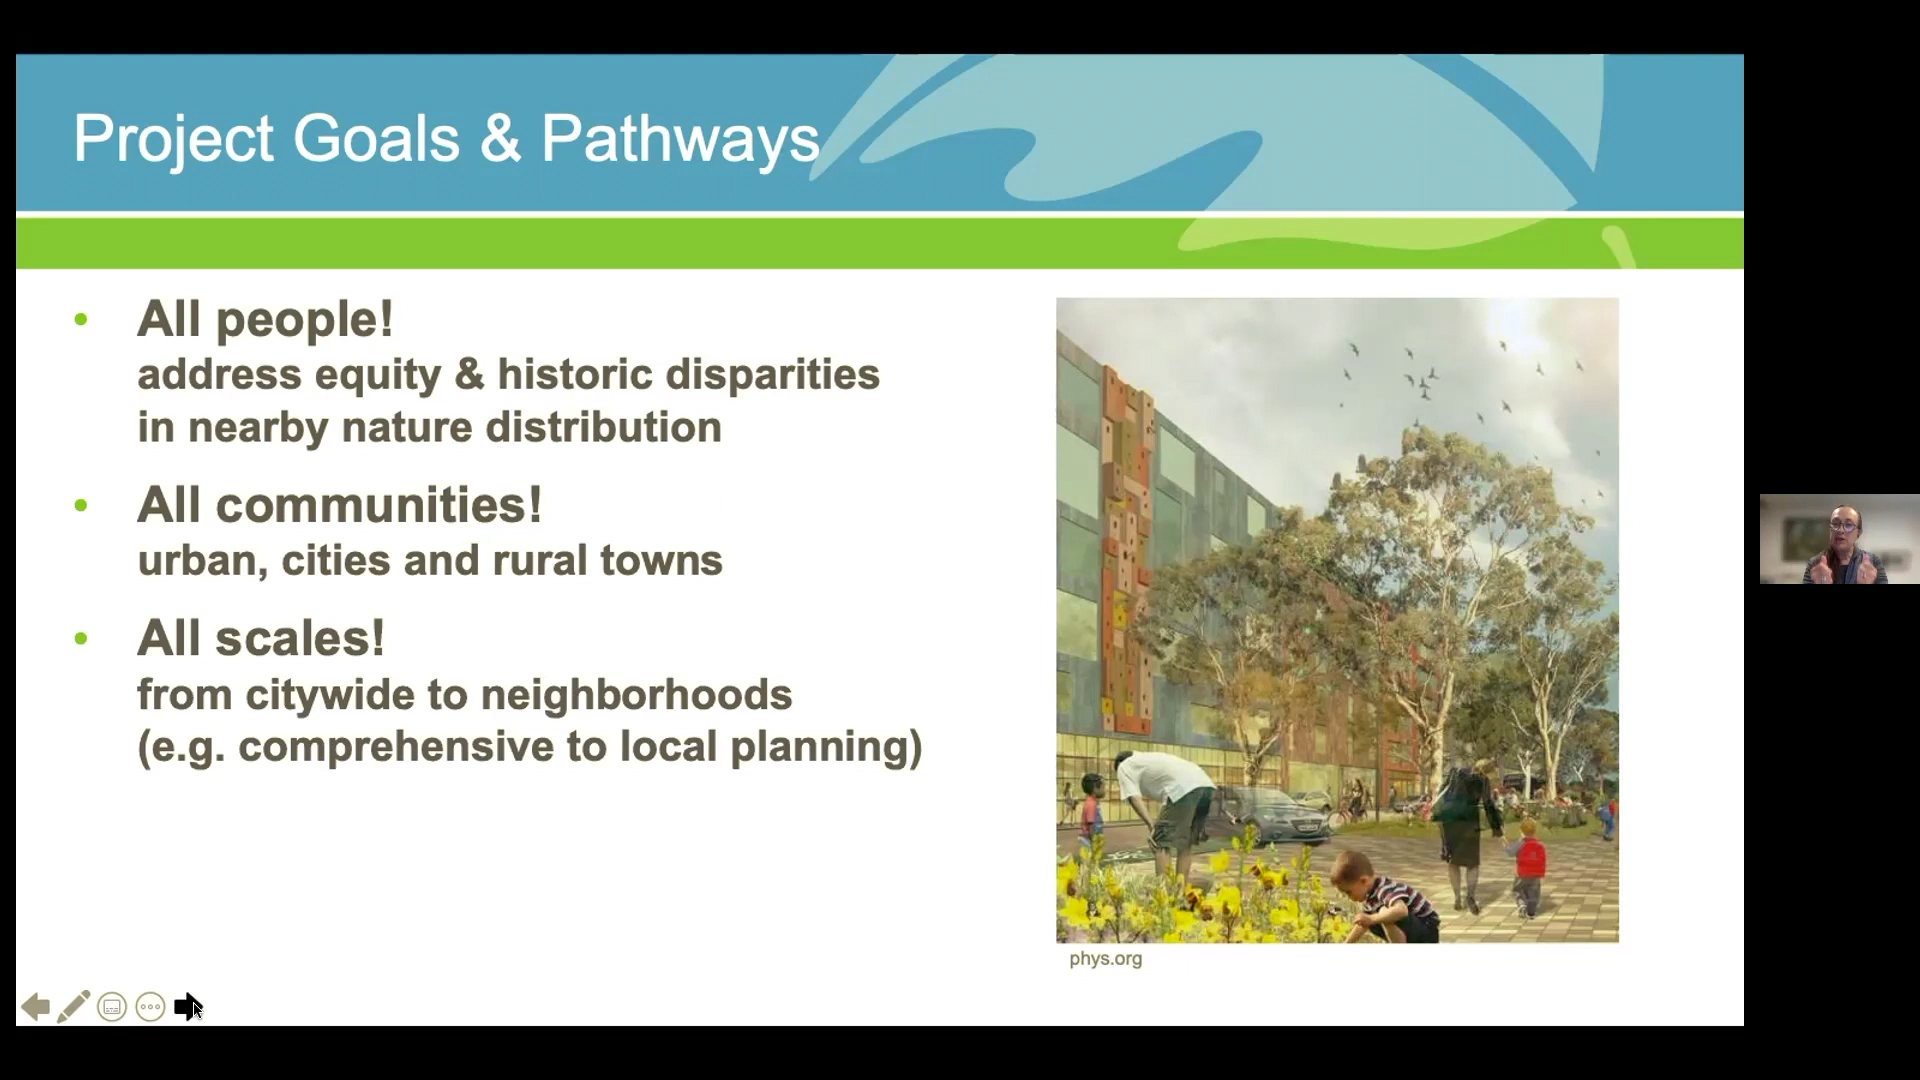 Project Goals & Pathways
• All people!
address equity & historic disparities
in nearby nature distribution
• All communities!
urban, cities and rural towns
• All scales!
from citywide to neighborhoods
(e.g. comprehensive to local planning)
phys.org